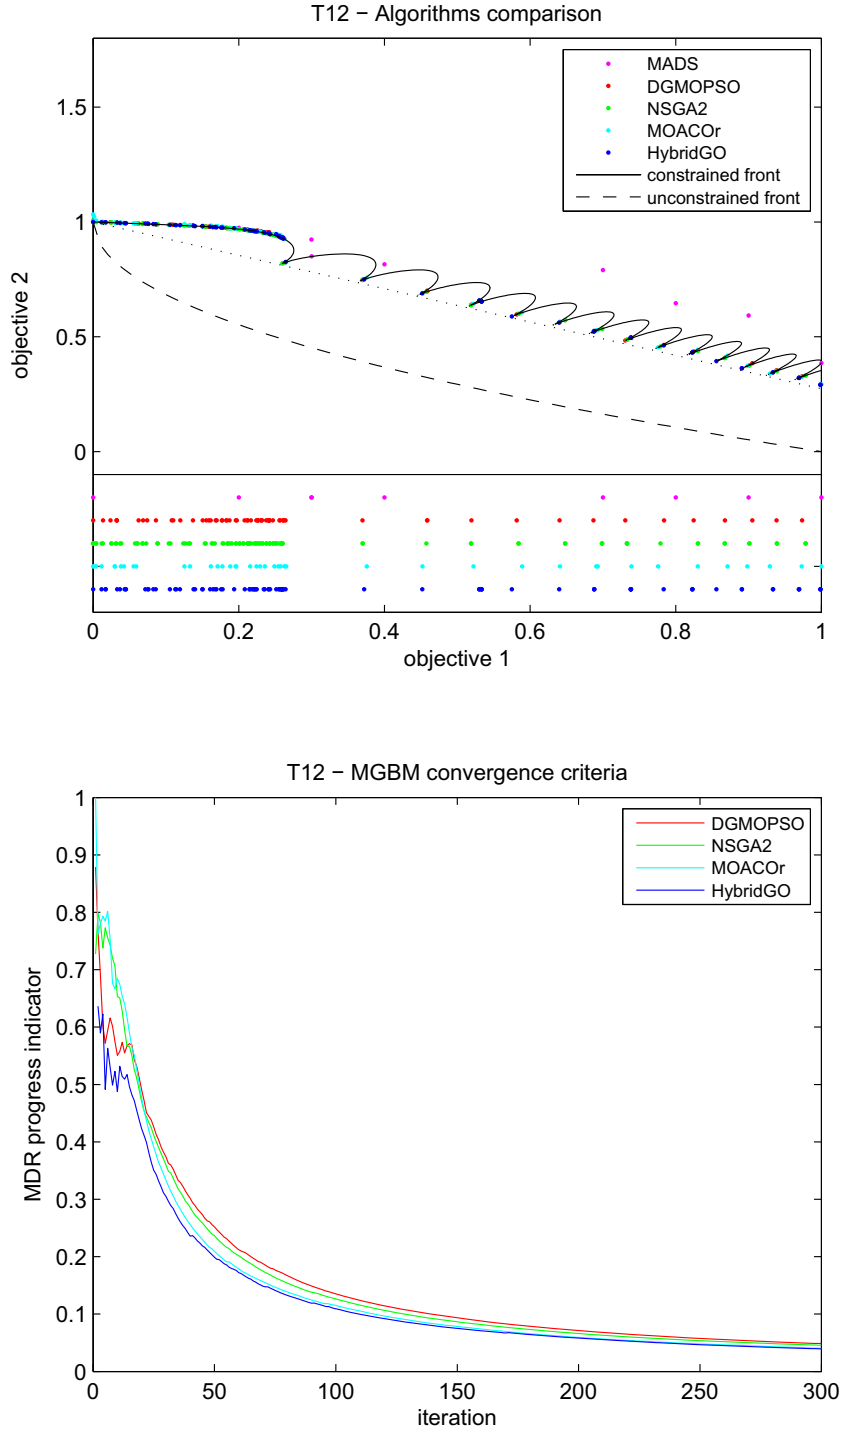 T12 − Algorithms comparison
MADS
DGMOPSO
NSGA2
MOACOr
HybridGO
constrained front
unconstrained front
1.5
1
0.5
0
objective 2
0 0.2 0.4 0.6 0.8 1
objective 1
T12 − MGBM convergence criteria
DGMOPSO
NSGA2
MOACOr
HybridGO
1
0.9
0.8
0.7
0.6
0.5
0.4
0.3
0.2
0.1
0
MDR progress indicator
0 50 100 150 200 250 300
iteration